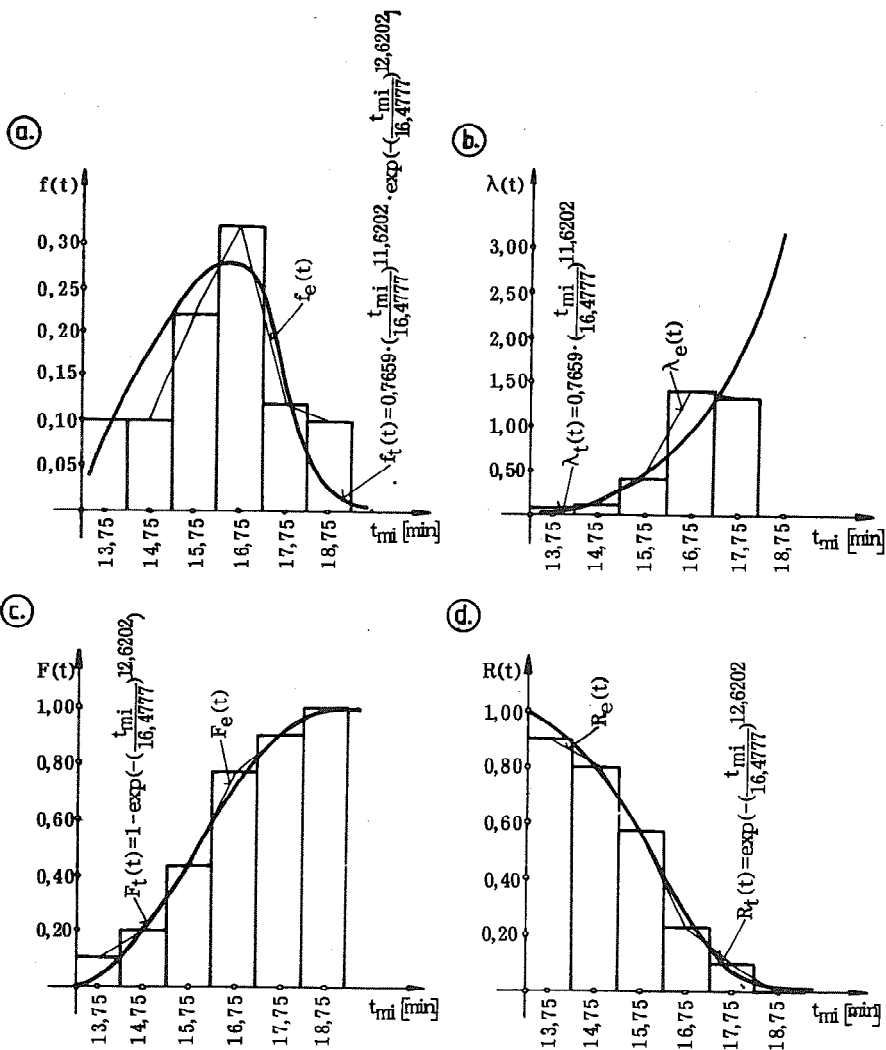 a.
f(t)
0,30
0,25
0,20
0,15
0,10
0,05
13,75
14,75
15,75
16,75
17,75
18,75
t_mi [min]
f_e(t)
f_t(t)=0,7659·(t_mi/16,4777)^11,6202·exp(-(t_mi/16,4777)^12,6202)
b.
λ(t)
3,00
2,50
2,00
1,50
1,00
0,50
13,75
14,75
15,75
16,75
17,75
18,75
t_mi [min]
λ_t(t)=0,7659·(t_mi/16,4777)^11,6202
λ_e(t)
c.
F(t)
1,00
0,80
0,60
0,40
0,20
13,75
14,75
15,75
16,75
17,75
18,75
t_mi [min]
F_t(t)=1-exp(-(t_mi/16,4777)^12,6202)
F_e(t)
d.
R(t)
1,00
0,80
0,60
0,40
0,20
13,75
14,75
15,75
16,75
17,75
18,75
t_mi [min]
R_e(t)
R_t(t)=exp(-(t_mi/16,4777)^12,6202